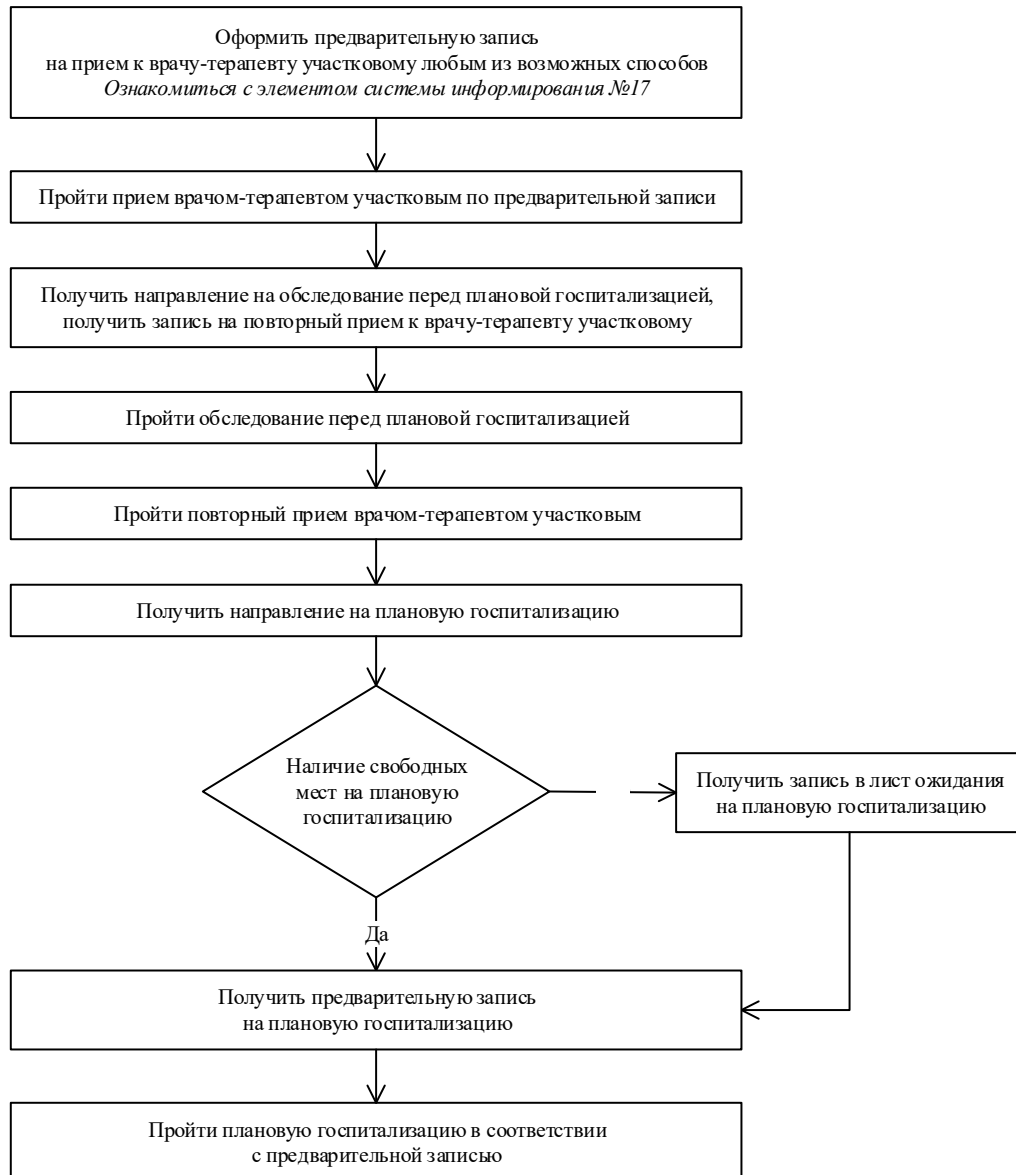 Оформить предварительную запись
на прием к врачу-терапевту участковому любым из возможных способов
Ознакомиться с элементом системы информирования №17
Пройти прием врачом-терапевтом участковым по предварительной записи
Получить направление на обследование перед плановой госпитализацией,
получить запись на повторный прием к врачу-терапевту участковому
Пройти обследование перед плановой госпитализацией
Пройти повторный прием врачом-терапевтом участковым
Получить направление на плановую госпитализацию
Наличие свободных
мест на плановую
госпитализацию
Получить запись в лист ожидания
на плановую госпитализацию
Да
Получить предварительную запись
на плановую госпитализацию
Пройти плановую госпитализацию в соответствии
с предварительной записью